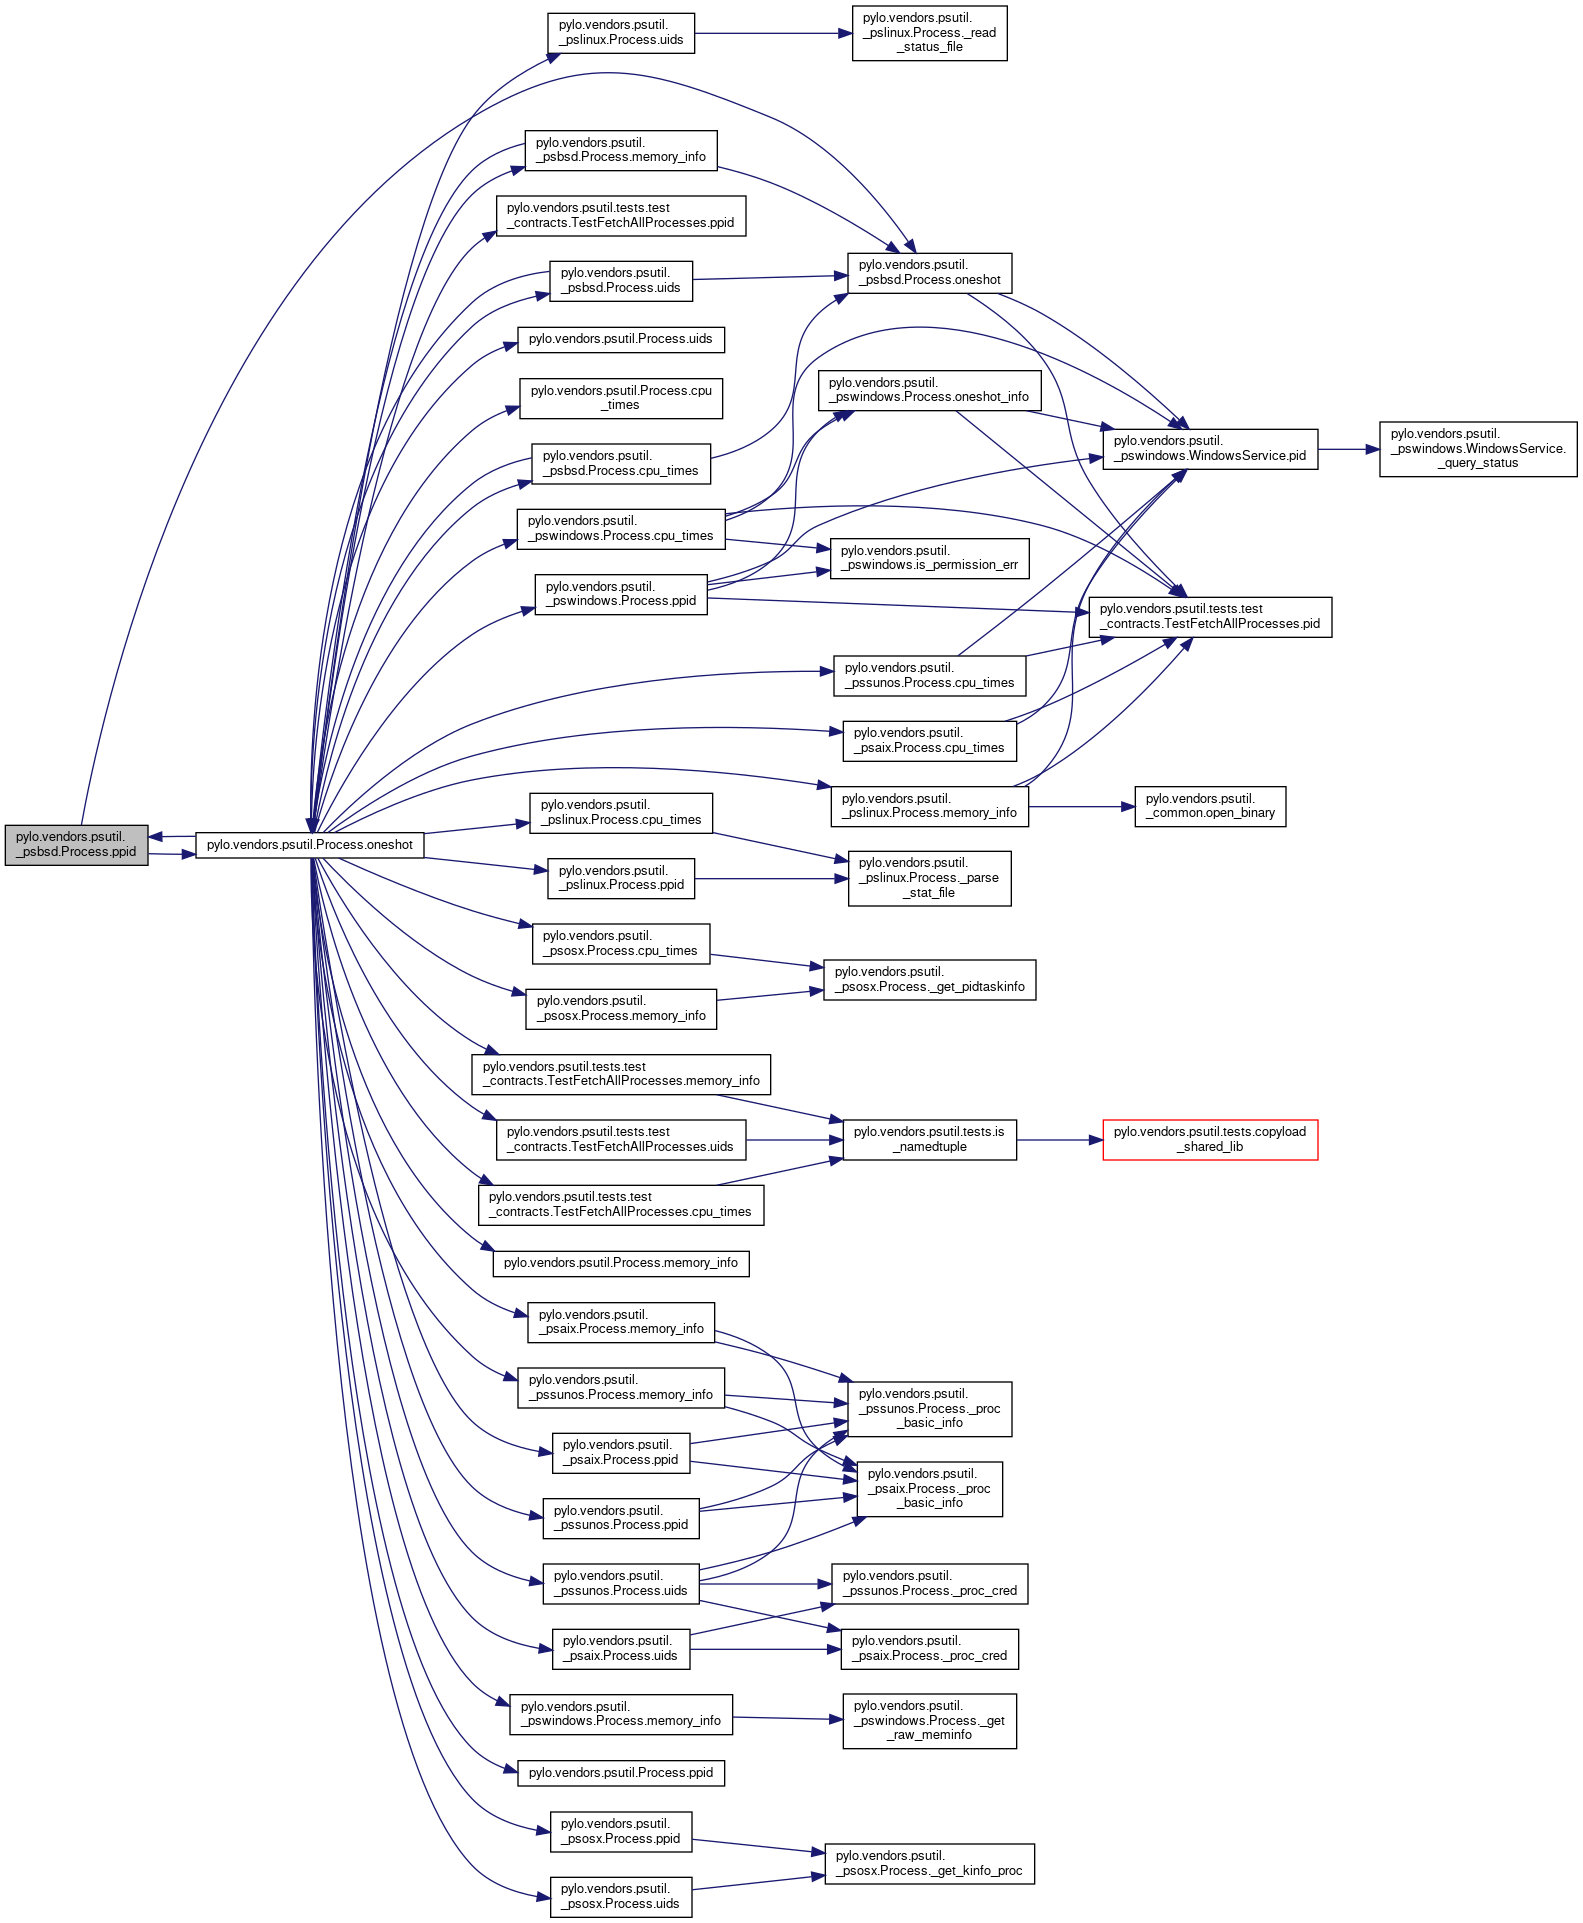 pylo.vendors.psutil.
_pslinux.Process.uids
pylo.vendors.psutil.
_pslinux.Process._read
_status_file
pylo.vendors.psutil.
_psbsd.Process.memory_info
pylo.vendors.psutil.tests.test
_contracts.TestFetchAllProcesses.ppid
pylo.vendors.psutil.
_psbsd.Process.uids
pylo.vendors.psutil.
_psbsd.Process.oneshot
pylo.vendors.psutil.Process.uids
pylo.vendors.psutil.Process.cpu
_times
pylo.vendors.psutil.
_pswindows.Process.oneshot_info
pylo.vendors.psutil.
_psbsd.Process.cpu_times
pylo.vendors.psutil.
_pswindows.WindowsService.pid
pylo.vendors.psutil.
_pswindows.WindowsService.
_query_status
pylo.vendors.psutil.
_pswindows.Process.cpu_times
pylo.vendors.psutil.
_pswindows.is_permission_err
pylo.vendors.psutil.
_pswindows.Process.ppid
pylo.vendors.psutil.tests.test
_contracts.TestFetchAllProcesses.pid
pylo.vendors.psutil.
_pssunos.Process.cpu_times
pylo.vendors.psutil.
_psaix.Process.cpu_times
pylo.vendors.psutil.
_pslinux.Process.memory_info
pylo.vendors.psutil.
_common.open_binary
pylo.vendors.psutil.
_pslinux.Process.cpu_times
pylo.vendors.psutil.
_psbsd.Process.ppid
pylo.vendors.psutil.Process.oneshot
pylo.vendors.psutil.
_pslinux.Process.ppid
pylo.vendors.psutil.
_pslinux.Process._parse
_stat_file
pylo.vendors.psutil.
_psosx.Process.cpu_times
pylo.vendors.psutil.
_psosx.Process._get_pidtaskinfo
pylo.vendors.psutil.
_psosx.Process.memory_info
pylo.vendors.psutil.tests.test
_contracts.TestFetchAllProcesses.memory_info
pylo.vendors.psutil.tests.test
_contracts.TestFetchAllProcesses.uids
pylo.vendors.psutil.tests.is
_namedtuple
pylo.vendors.psutil.tests.copyload
_shared_lib
pylo.vendors.psutil.tests.test
_contracts.TestFetchAllProcesses.cpu_times
pylo.vendors.psutil.Process.memory_info
pylo.vendors.psutil.
_psaix.Process.memory_info
pylo.vendors.psutil.
_pssunos.Process.memory_info
pylo.vendors.psutil.
_pssunos.Process._proc
_basic_info
pylo.vendors.psutil.
_psaix.Process.ppid
pylo.vendors.psutil.
_psaix.Process._proc
_basic_info
pylo.vendors.psutil.
_pssunos.Process.ppid
pylo.vendors.psutil.
_pssunos.Process.uids
pylo.vendors.psutil.
_pssunos.Process._proc_cred
pylo.vendors.psutil.
_psaix.Process.uids
pylo.vendors.psutil.
_psaix.Process._proc_cred
pylo.vendors.psutil.
_pswindows.Process.memory_info
pylo.vendors.psutil.
_pswindows.Process._get
_raw_meminfo
pylo.vendors.psutil.Process.ppid
pylo.vendors.psutil.
_psosx.Process.ppid
pylo.vendors.psutil.
_psosx.Process._get_kinfo_proc
pylo.vendors.psutil.
_psosx.Process.uids